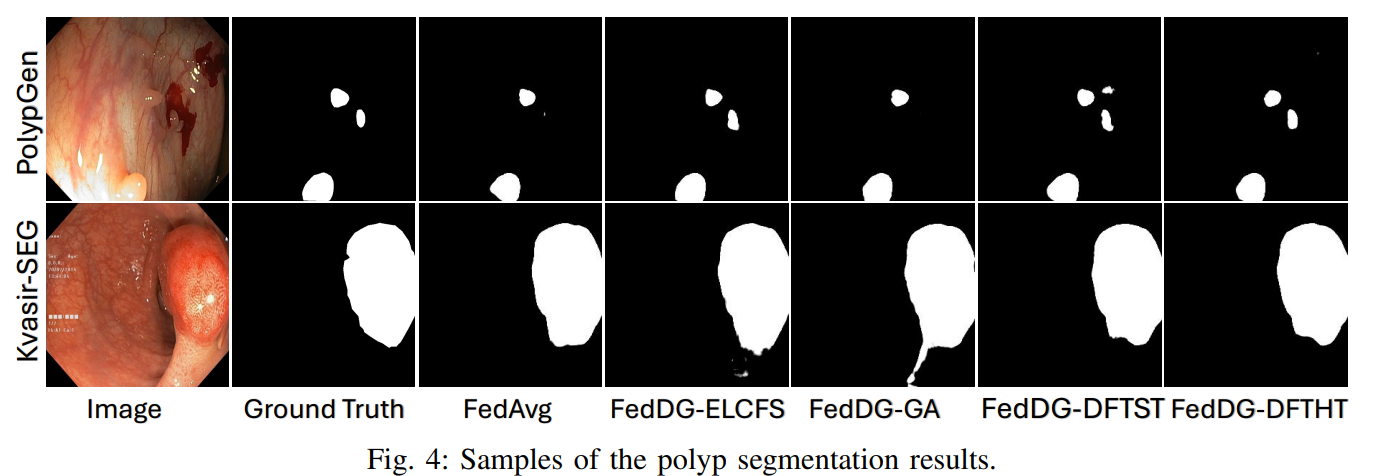 PolypGen
Kvasir-SEG
Image Ground Truth FedAvg FedDG-ELCFS FedDG-GA FedDG-DFTST FedDG-DFTHT
Fig. 4: Samples of the polyp segmentation results.